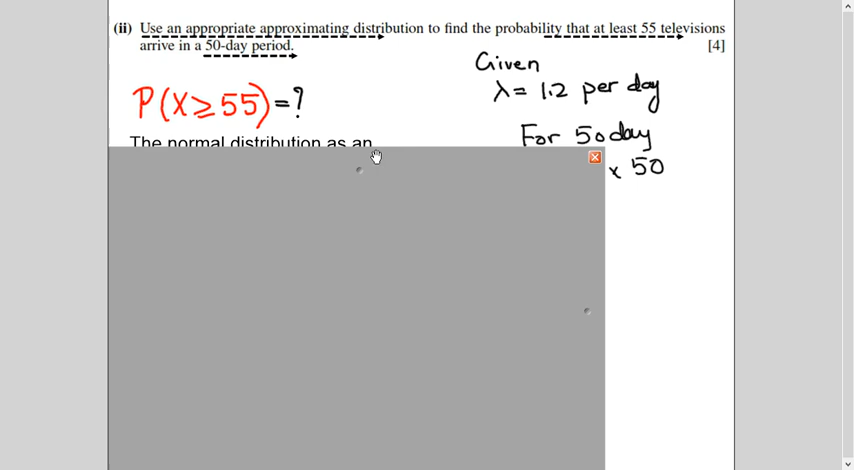 (ii) Use an appropriate approximating distribution to find the probability that at least 55 televisions
arrive in a 50-day period. [4]
Given
λ = 1.2 per day
P(X ≥ 55) = ?
For 50 day
The normal distribution as an
x 50